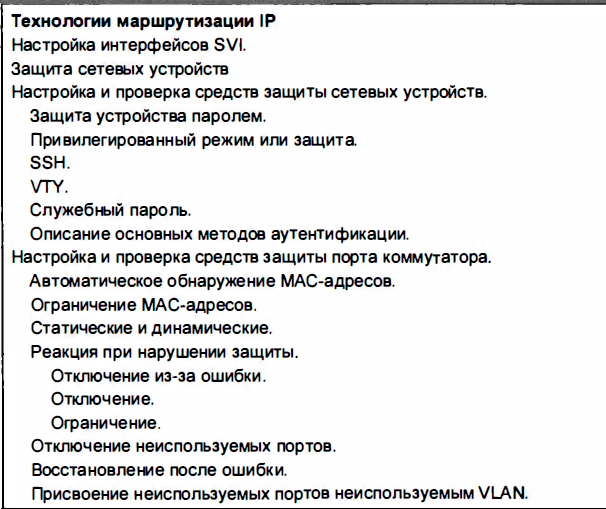 Технологии маршрутизации IP
Настройка интерфейсов SVI.
Защита сетевых устройств
Настройка и проверка средств защиты сетевых устройств.
Защита устройства паролем.
Привилегированный режим или защита.
SSH.
VTY.
Служебный пароль.
Описание основных методов аутентификации.
Настройка и проверка средств защиты порта коммутатора.
Автоматическое обнаружение MAC-адресов.
Ограничение MAC-адресов.
Статические и динамические.
Реакция при нарушении защиты.
Отключение из-за ошибки.
Отключение.
Ограничение.
Отключение неиспользуемых портов.
Восстановление после ошибки.
Присвоение неиспользуемых портов неиспользуемым VLAN.